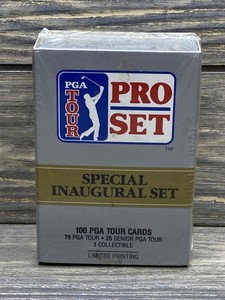 PGA
TOUR
PRO
SET
TM
SPECIAL
INAUGURAL SET
100 PGA TOUR CARDS
75 PGA TOUR • 25 SENIOR PGA TOUR
1 COLLECTIBLE
LIMITED PRINTING